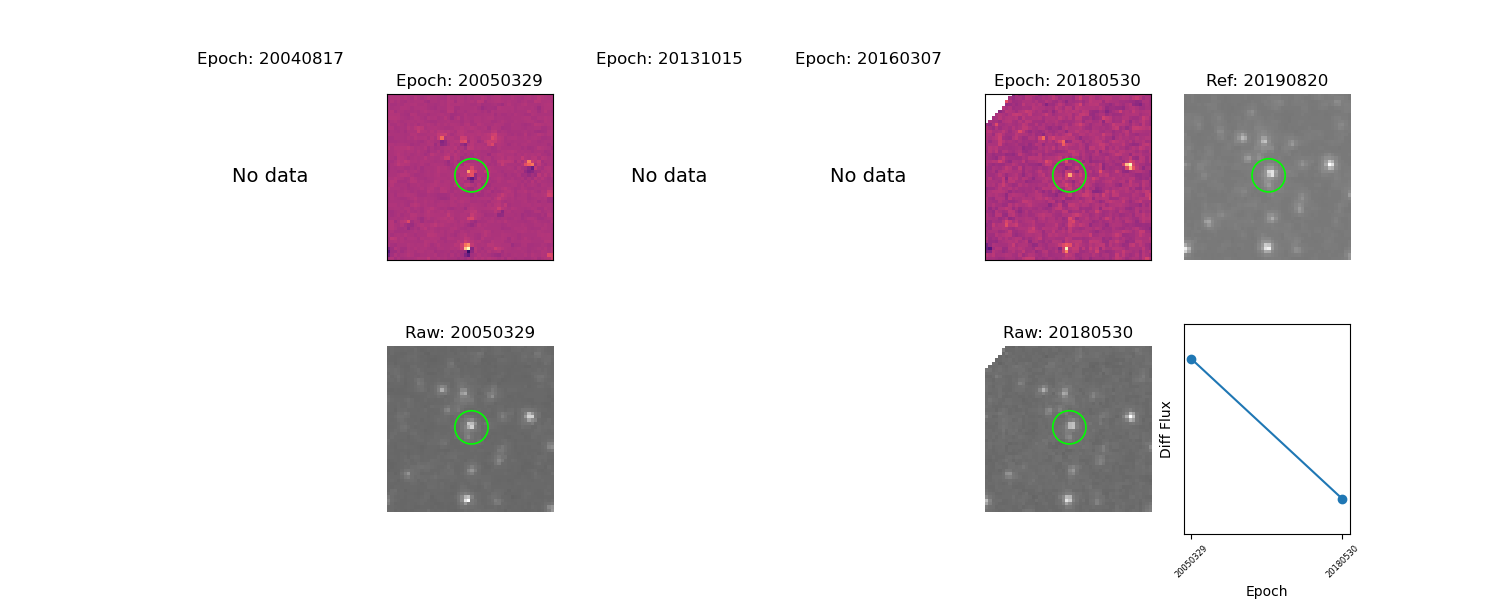 Epoch: 20040817
Epoch: 20050329
Epoch: 20131015
Epoch: 20160307
Epoch: 20180530
Ref: 20190820
No data
No data
No data
Raw: 20050329
Raw: 20180530
Diff Flux
20050329
20180530
Epoch